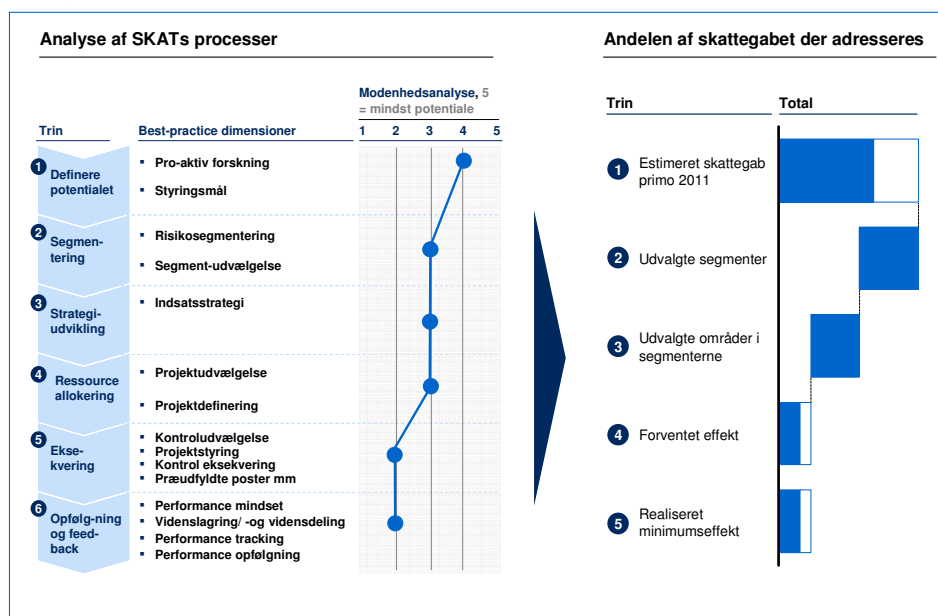 Analyse af SKATs processer
Modenhedsanalyse, 5
= mindst potentiale
Trin
Best-practice dimensioner
1 2 3 4 5
1
Definere
potentialet
▪ Pro-aktiv forskning
▪ Styringsmål
2
Segmen-
tering
▪ Risikosegmentering
▪ Segment-udvælgelse
3
Strategi-
udvikling
▪ Indsatsstrategi
4
Ressource
allokering
▪ Projektudvælgelse
▪ Projektdefinering
5
Ekse-
kvering
▪ Kontroludvælgelse
▪ Projektstyring
▪ Kontrol eksekvering
▪ Præudfyldte poster mm
6
Opfølg-ning
og feed-
back
▪ Performance mindset
▪ Videnslagring/ -og vidensdeling
▪ Performance tracking
▪ Performance opfølgning
Andelen af skattegabet der adresseres
Trin
Total
1
Estimeret skattegab
primo 2011
2
Udvalgte segmenter
3
Udvalgte områder i
segmenterne
4
Forventet effekt
5
Realiseret
minimumseffekt